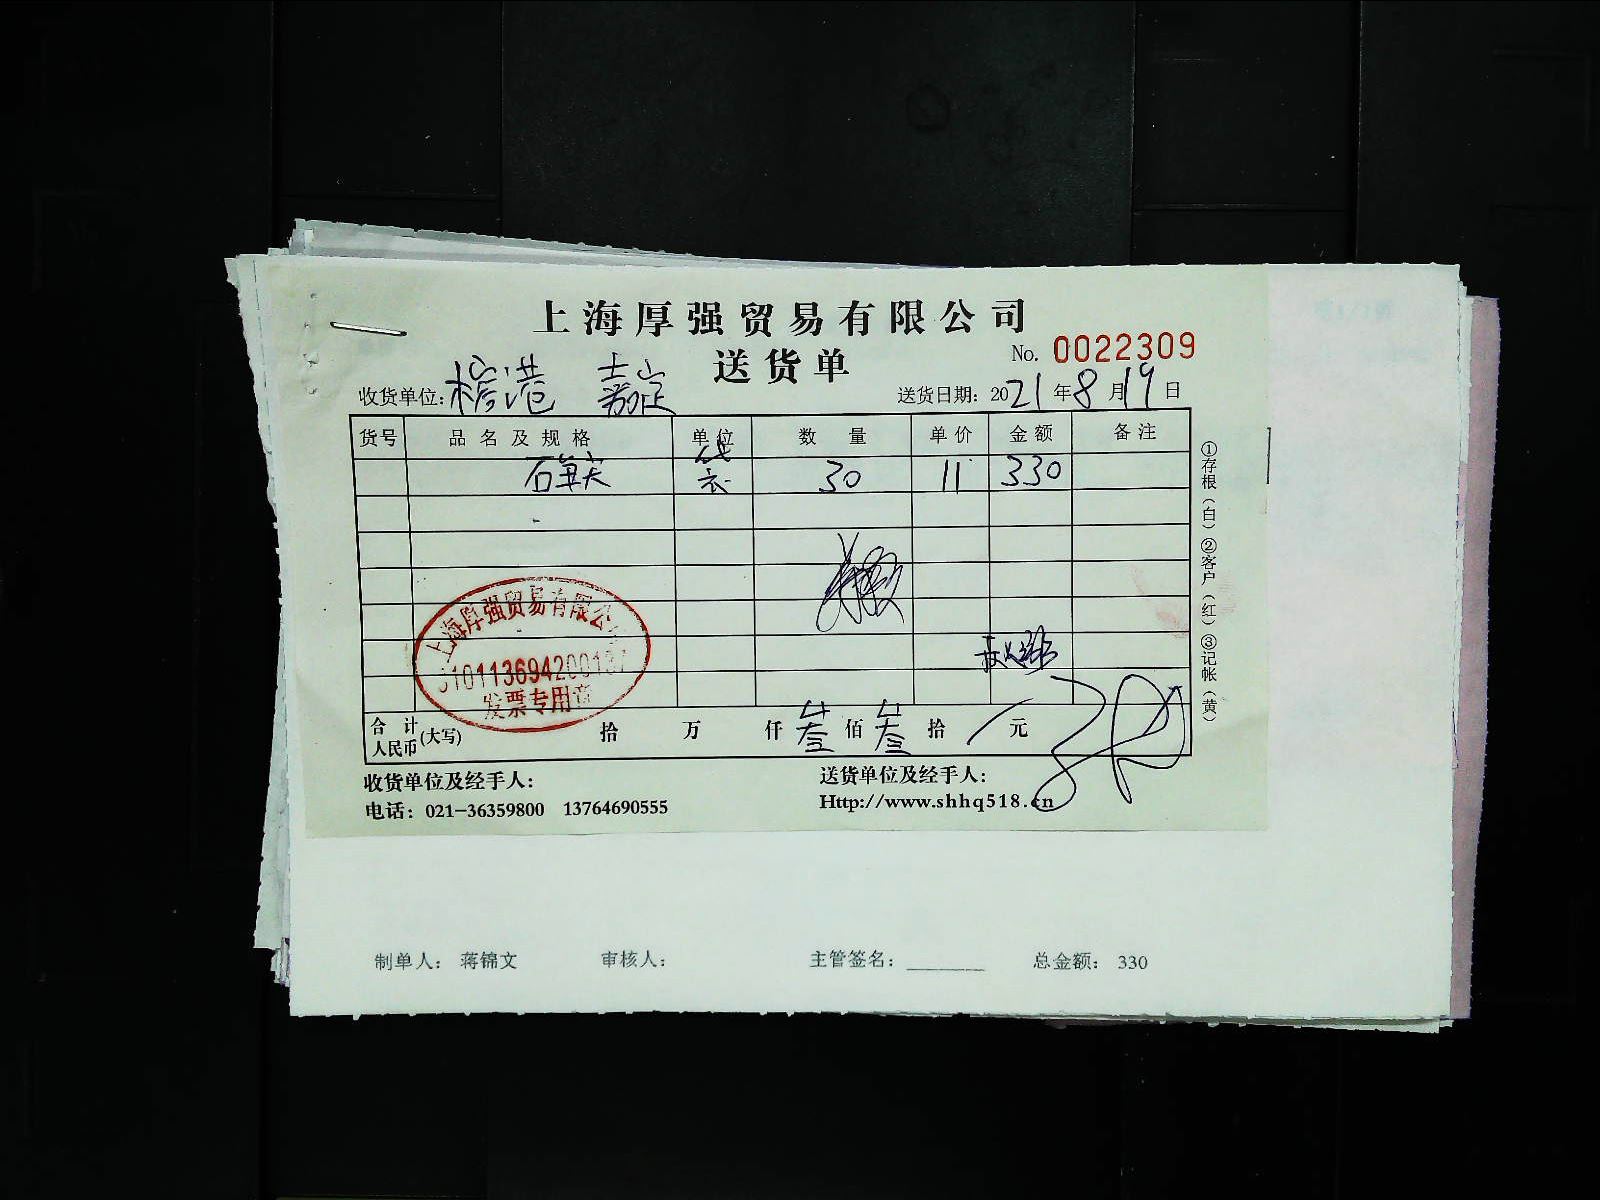 上海厚强贸易有限公司
送货单
No. 0022309
收货单位: 榕港 嘉定
送货日期: 2021年8月19日
货号 品名及规格 单位 数量 单价 金额 备注
石英 袋 30 11 330
上海厚强贸易有限公
发票专用章
合计人民币(大写) 拾 万 仟 叁 佰 叁 拾 元
收货单位及经手人:
送货单位及经手人:
电话: 021-36359800 13764690555
Http://www.shhq518.cn
①存根(白) ②客户(红) ③记帐(黄)
制单人: 蒋锦文 审核人: 主管签名: ______ 总金额: 330